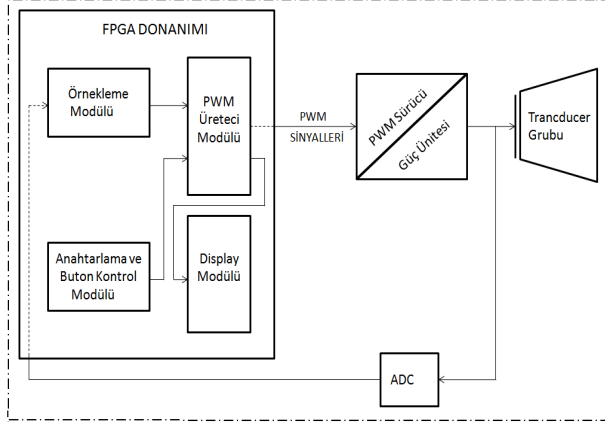 FPGA DONANIMI
Örnekleme
Modülü
PWM
Üreteci
Modülü
Anahtarlama ve
Buton Kontrol
Modülü
Display
Modülü
PWM
SİNYALLERİ
PWM Sürücü
Güç Ünitesi
Trancducer
Grubu
ADC